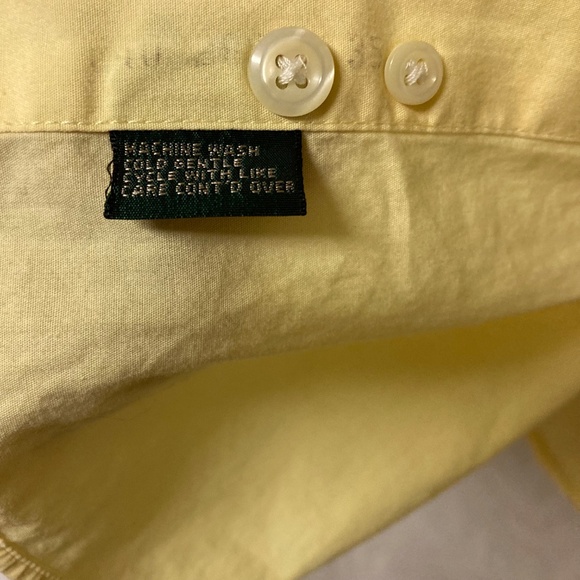 MACHINE WASH
COLD GENTLE
CYCLE WITH LIKE
CARE CONT'D OVER